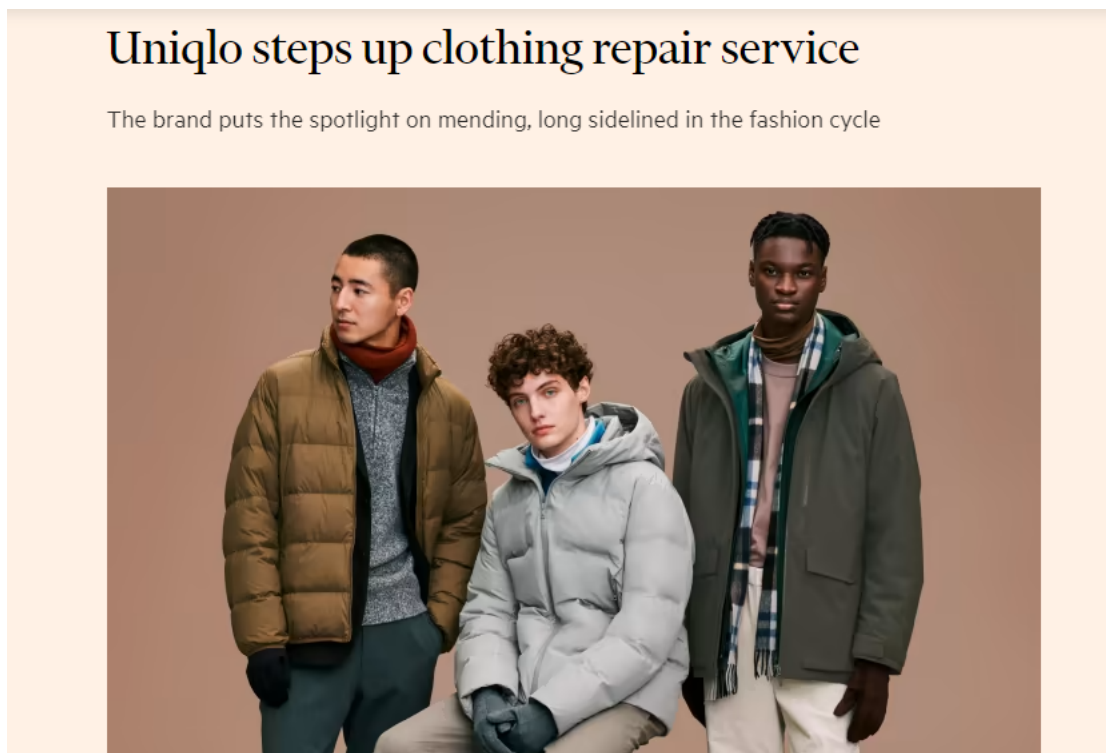 Uniqlo steps up clothing repair service
The brand puts the spotlight on mending, long sidelined in the fashion cycle